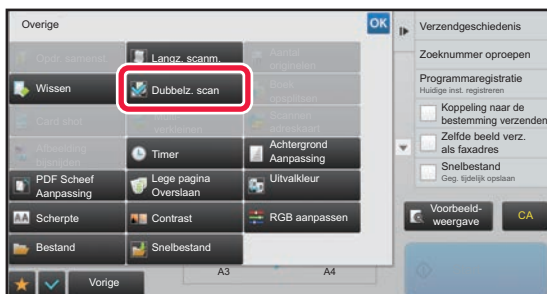 Overige
OK
Opdr. samenst.
Langz. scanm.
Aantal
originelen
Wissen
Dubbelz. scan
Boek
opsplitsen
Card shot
verkleinen
Scannen
Afbeelding
bijsnijden
Timer
Achtergrond
Aanpassing
PDF Scheef
Aanpassing
Lege pagina
Overslaan
Uitvalkleur
AA Scherpte
Contrast
RGB aanpassen
Bestand
Snelbestand
Vorige
A3
A4
Verzendgeschiedenis
Zoeknummer oproepen
Programmaregistratie
Huidige inst. registreren
Koppeling naar de
bestemming verzenden
Zelfde beeld verz.
als faxadres
Snelbestand
Geg. tijdelijk opslaan
Voorbeeld-
weergave
CA